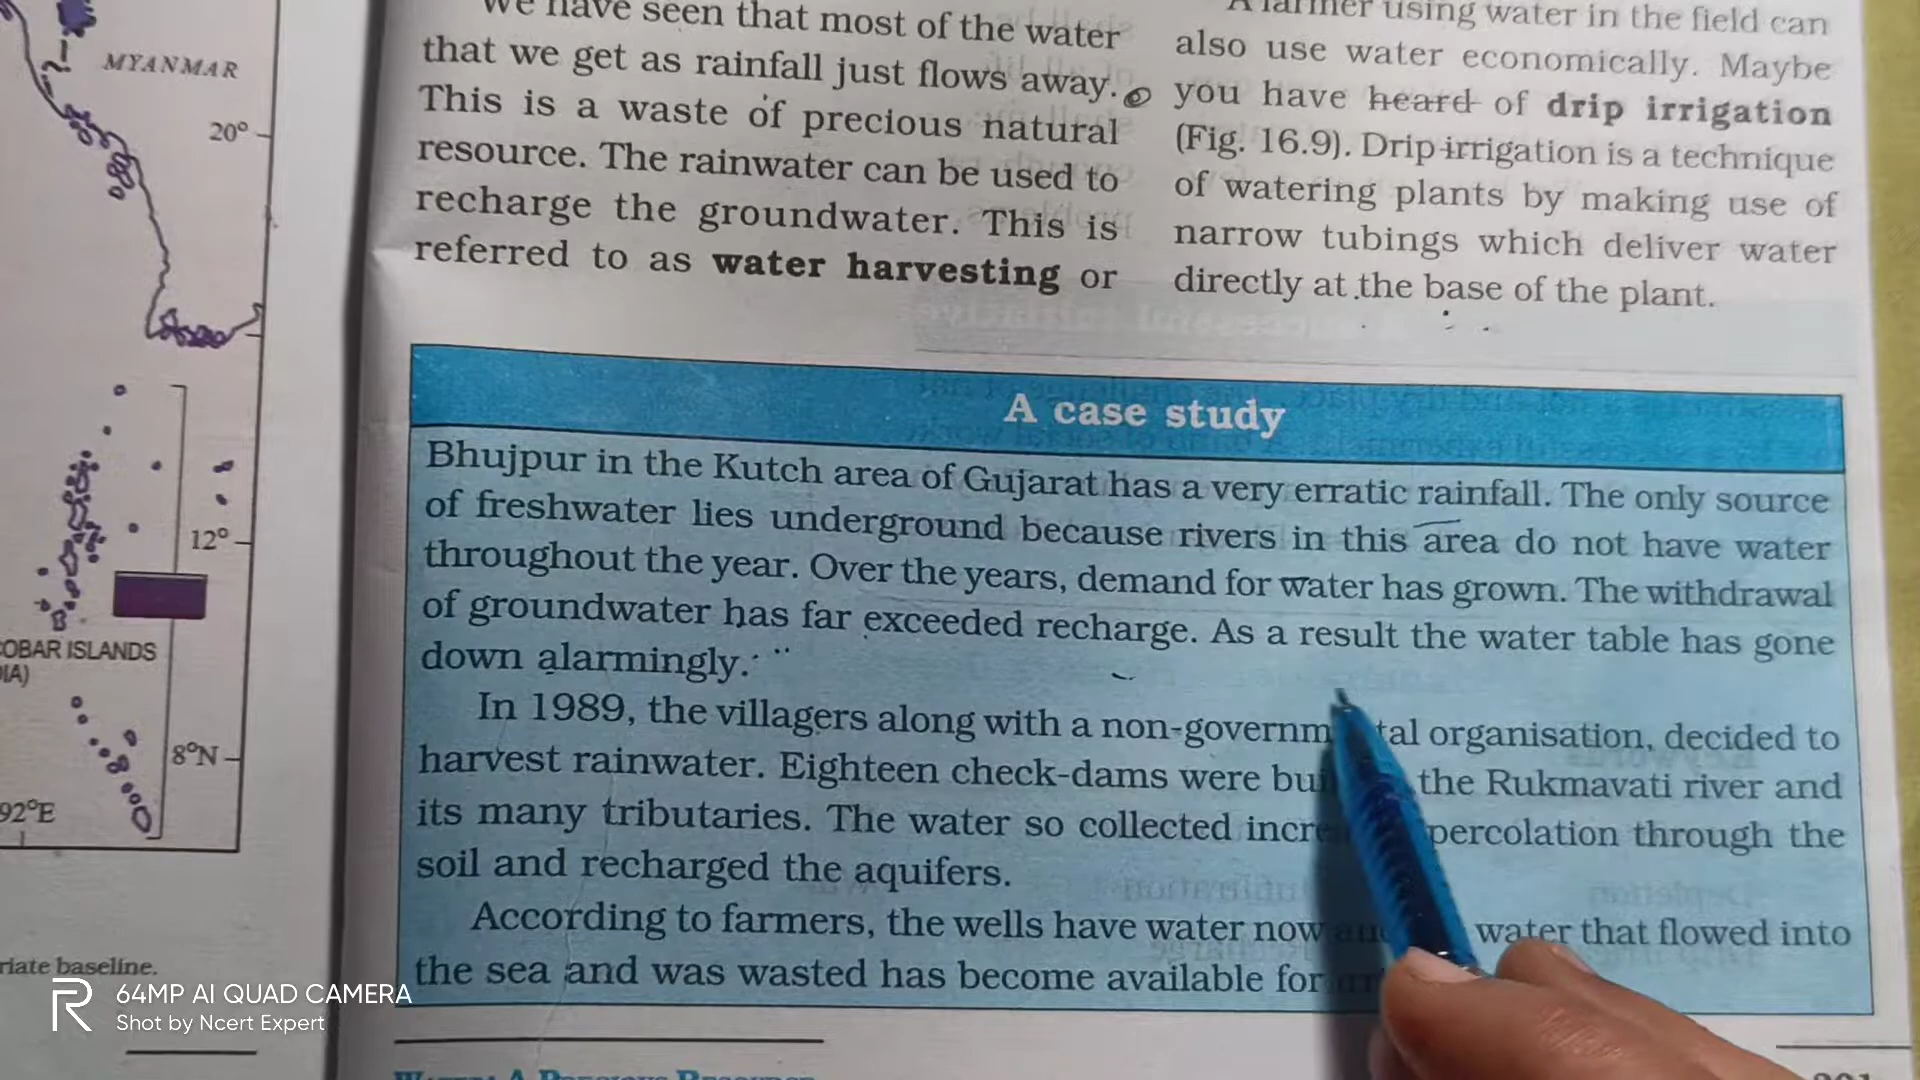 MYANMAR
20°
12°
OBAR ISLANDS
IA)
8°N
92°E
riate baseline.
We have seen that most of the water
that we get as rainfall just flows away.
This is a waste of precious natural
resource. The rainwater can be used to
recharge the groundwater. This is
referred to as water harvesting or
A farmer using water in the field can
also use water economically. Maybe
you have heard of drip irrigation
(Fig. 16.9). Drip irrigation is a technique
of watering plants by making use of
narrow tubings which deliver water
directly at the base of the plant.
A case study
Bhujpur in the Kutch area of Gujarat has a very erratic rainfall. The only source
of freshwater lies underground because rivers in this area do not have water
throughout the year. Over the years, demand for water has grown. The withdrawal
of groundwater has far exceeded recharge. As a result the water table has gone
down alarmingly.
In 1989, the villagers along with a non-governm tal organisation, decided to
harvest rainwater. Eighteen check-dams were bui the Rukmavati river and
its many tributaries. The water so collected incre percolation through the
soil and recharged the aquifers.
According to farmers, the wells have water now water that flowed into
the sea and was wasted has become available for
WATER: A PRECIOUS RESOURCE
64MP AI QUAD CAMERA
Shot by Ncert Expert